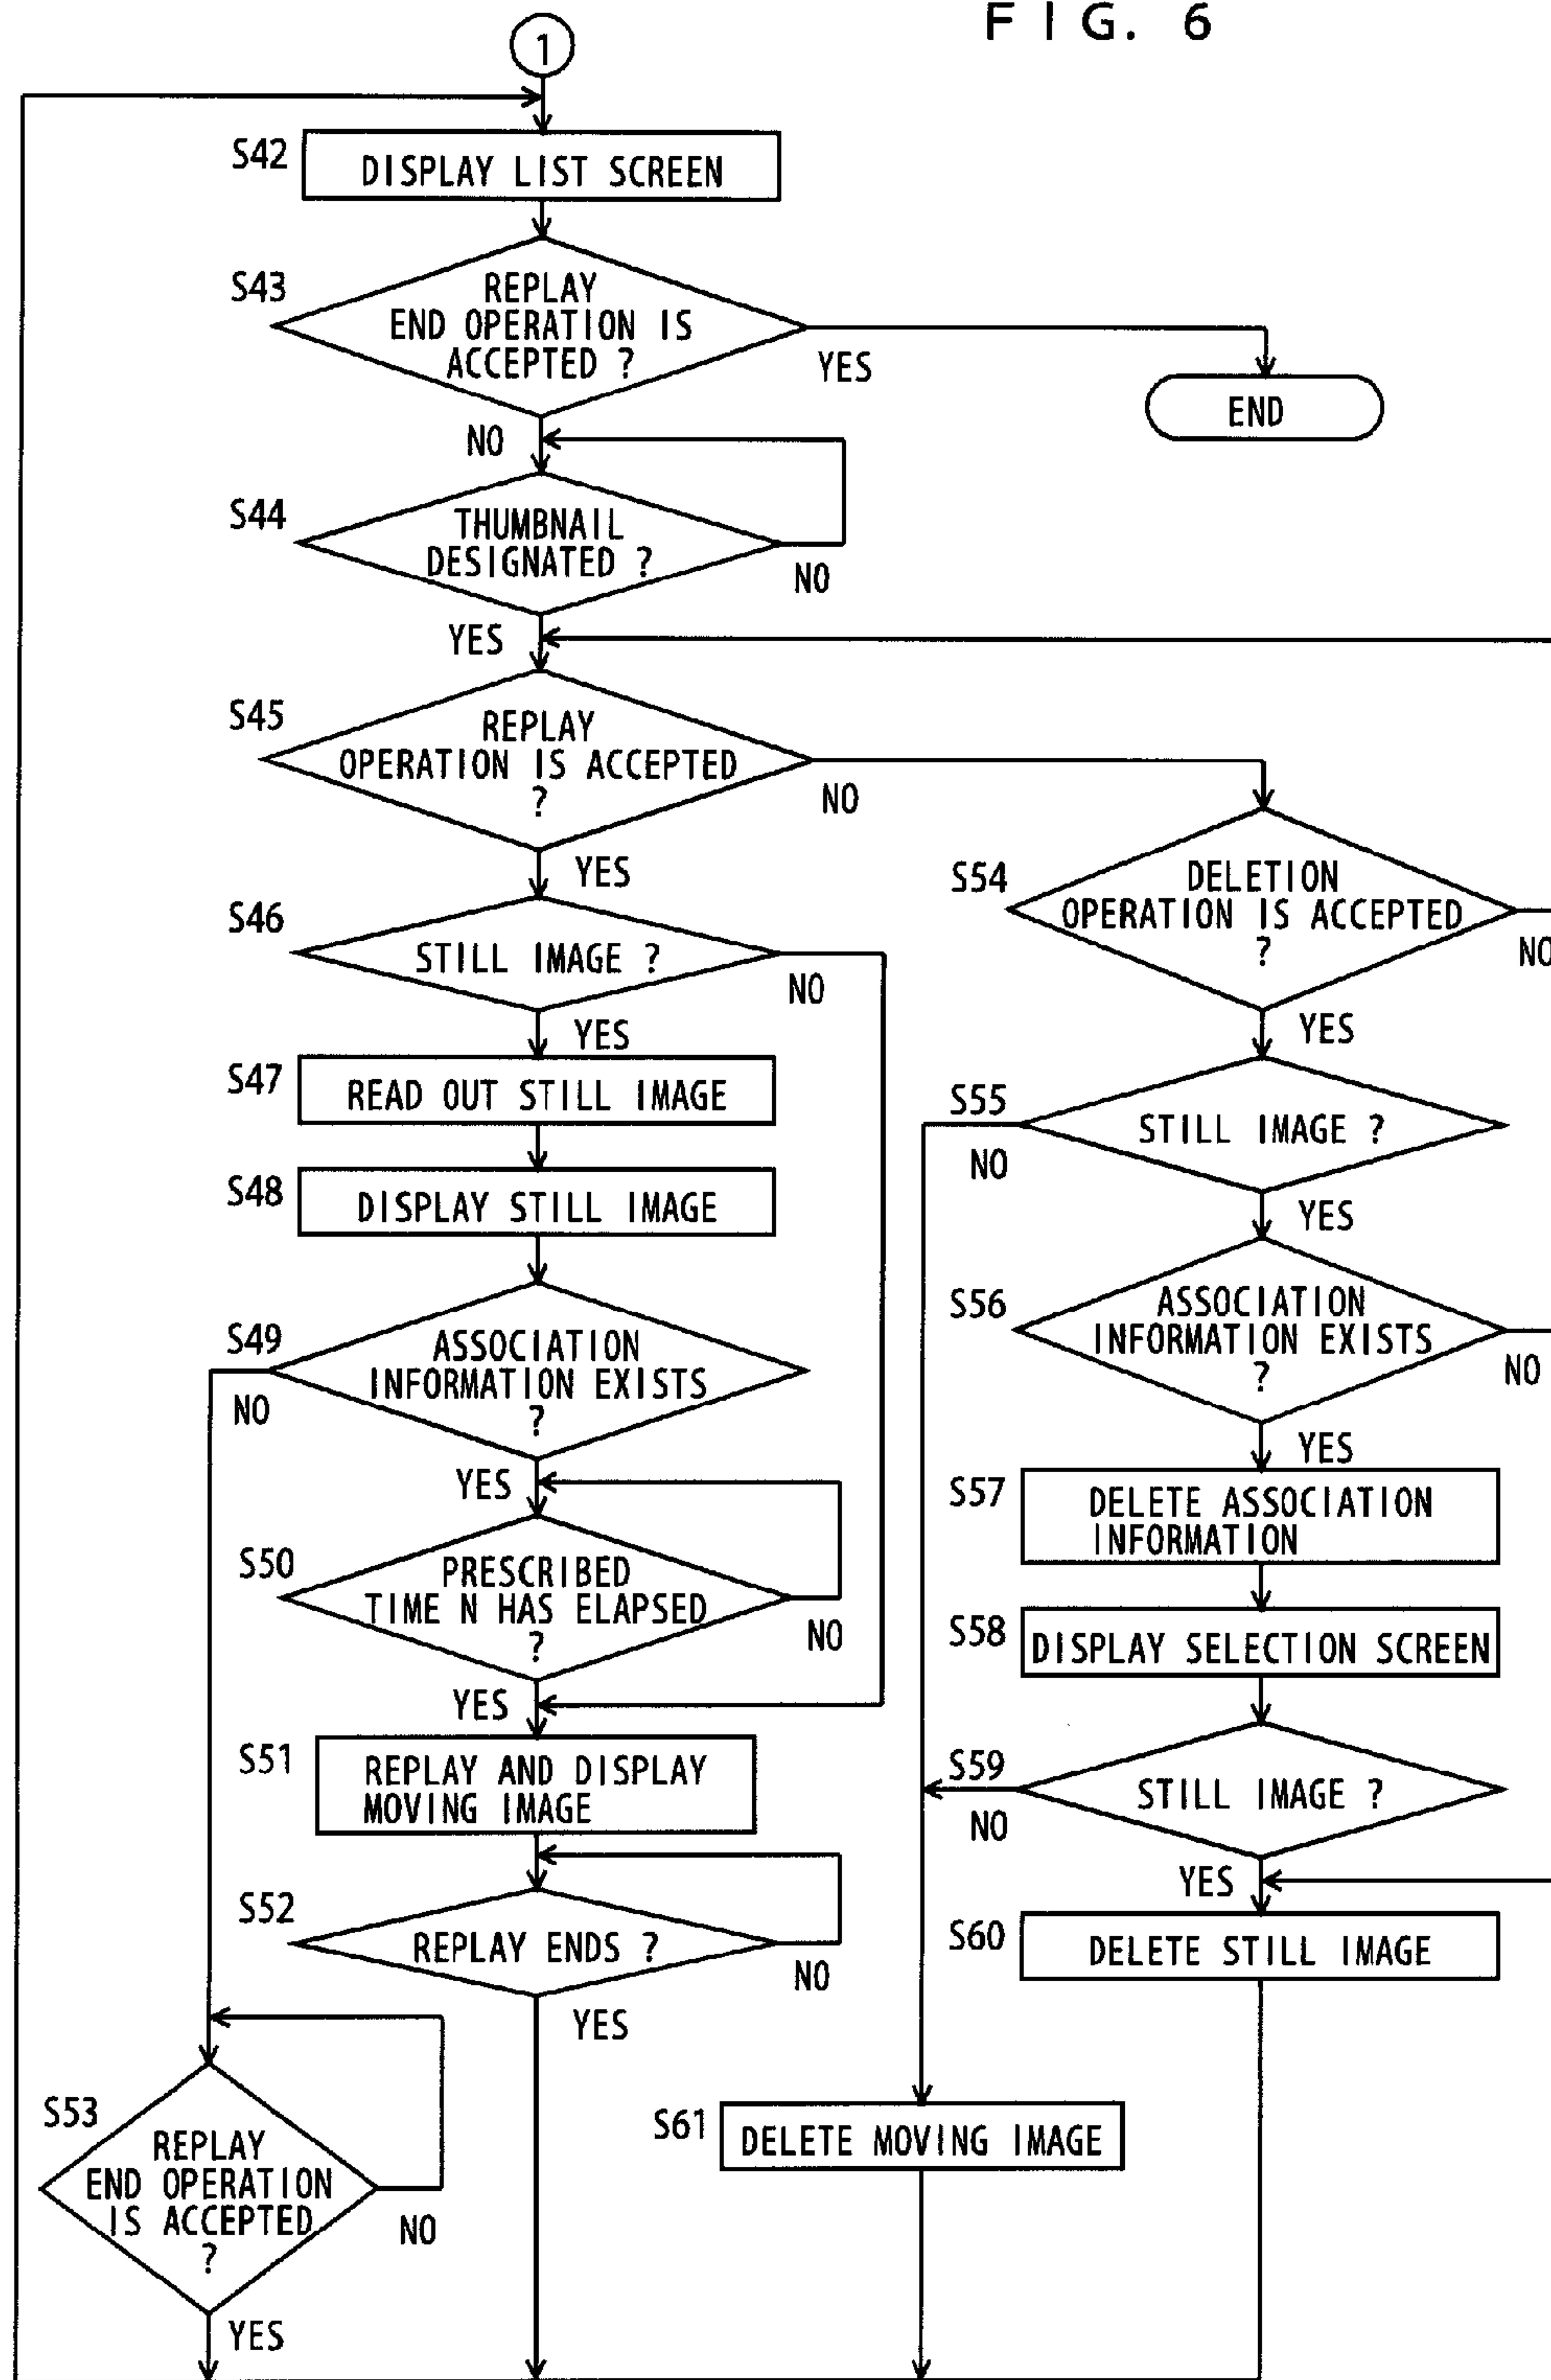 FIG. 6
1
S42
DISPLAY LIST SCREEN
S43
REPLAY
END OPERATION IS
ACCEPTED ?
YES
END
NO
S44
THUMBNAIL
DESIGNATED ?
NO
YES
S45
REPLAY
OPERATION IS ACCEPTED
?
NO
YES
S46
STILL IMAGE ?
NO
YES
S47
READ OUT STILL IMAGE
S48
DISPLAY STILL IMAGE
S49
ASSOCIATION
INFORMATION EXISTS
?
NO
YES
S50
PRESCRIBED
TIME N HAS ELAPSED
?
NO
YES
S51
REPLAY AND DISPLAY
MOVING IMAGE
S52
REPLAY ENDS ?
NO
YES
S53
REPLAY
END OPERATION
IS ACCEPTED
?
NO
YES
S54
DELETION
OPERATION IS ACCEPTED
?
NO
YES
S55
STILL IMAGE ?
NO
YES
S56
ASSOCIATION
INFORMATION EXISTS
?
NO
YES
S57
DELETE ASSOCIATION
INFORMATION
S58
DISPLAY SELECTION SCREEN
S59
STILL IMAGE ?
NO
YES
S60
DELETE STILL IMAGE
S61
DELETE MOVING IMAGE